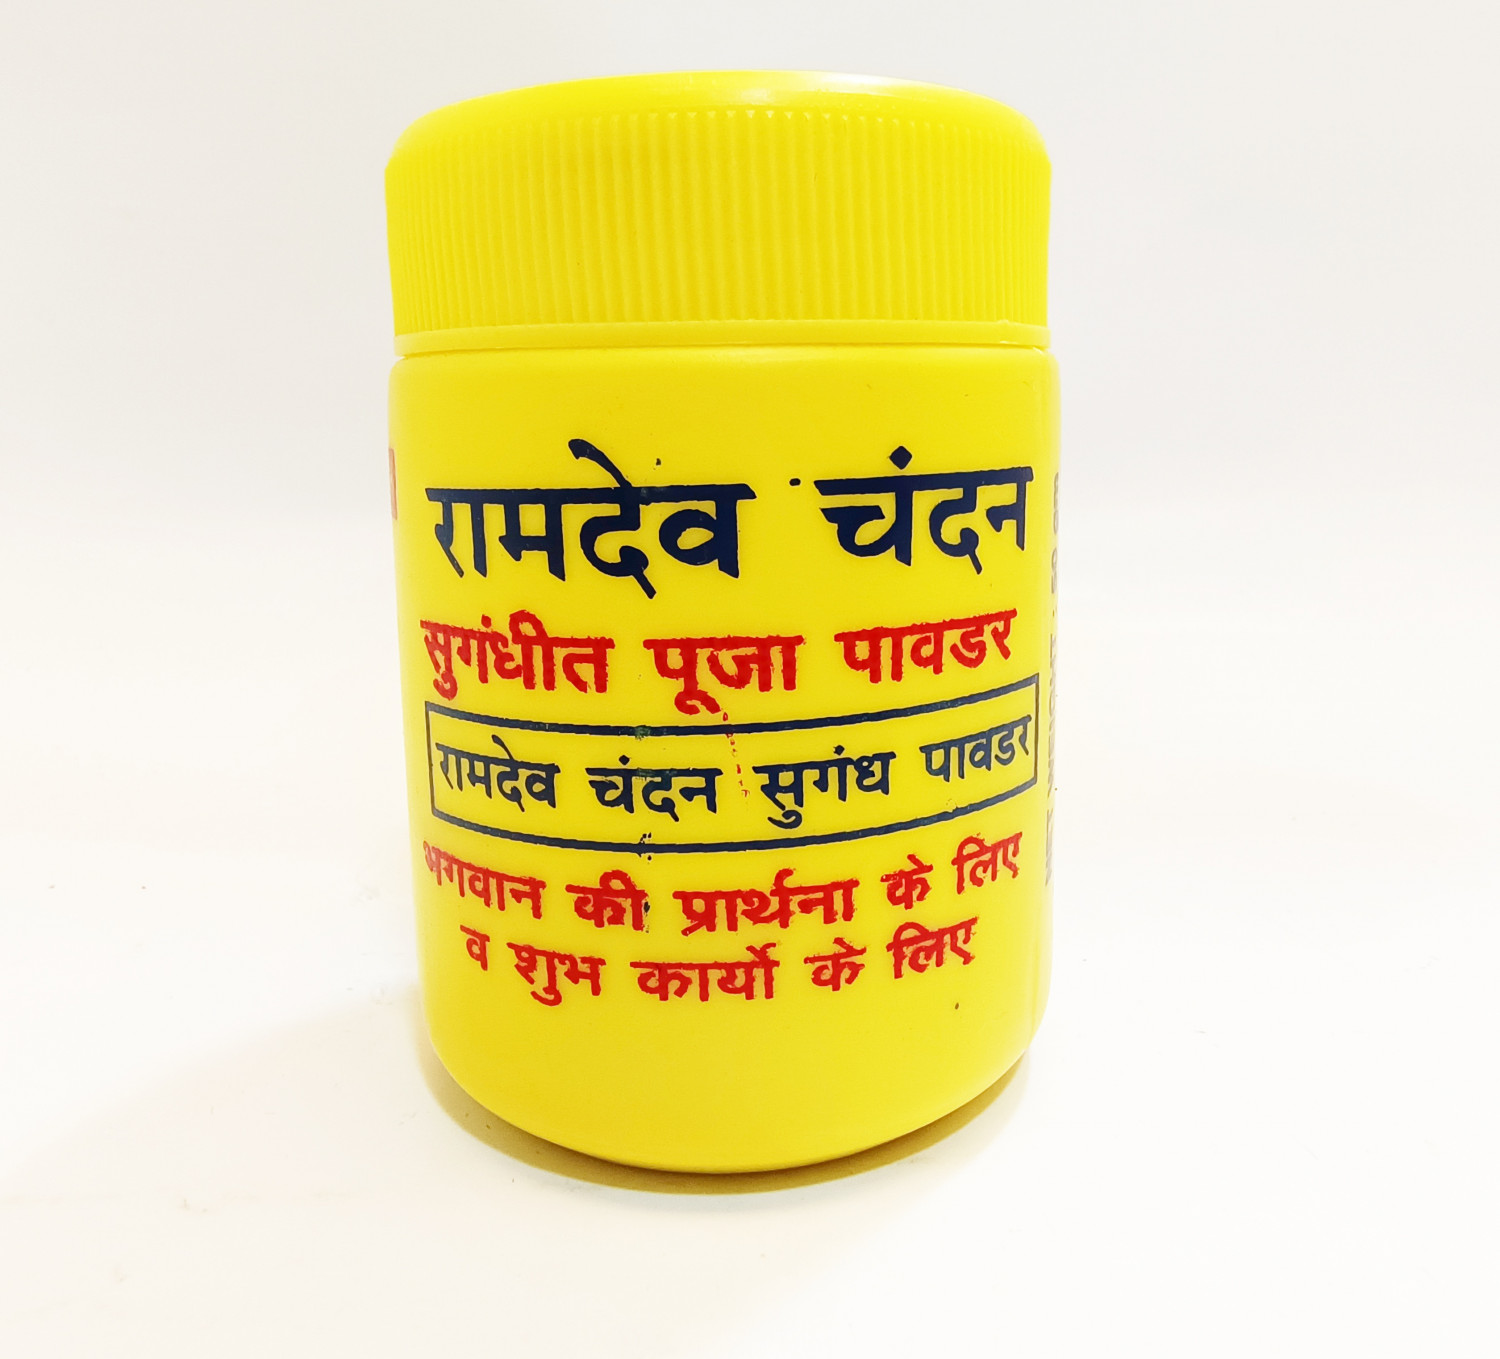 रामदेव चंदन
सुगंधीत पूजा पावडर
रामदेव चंदन सुगंध पावडर
भगवान की प्रार्थना के लिए
व शुभ कार्यो के लिए